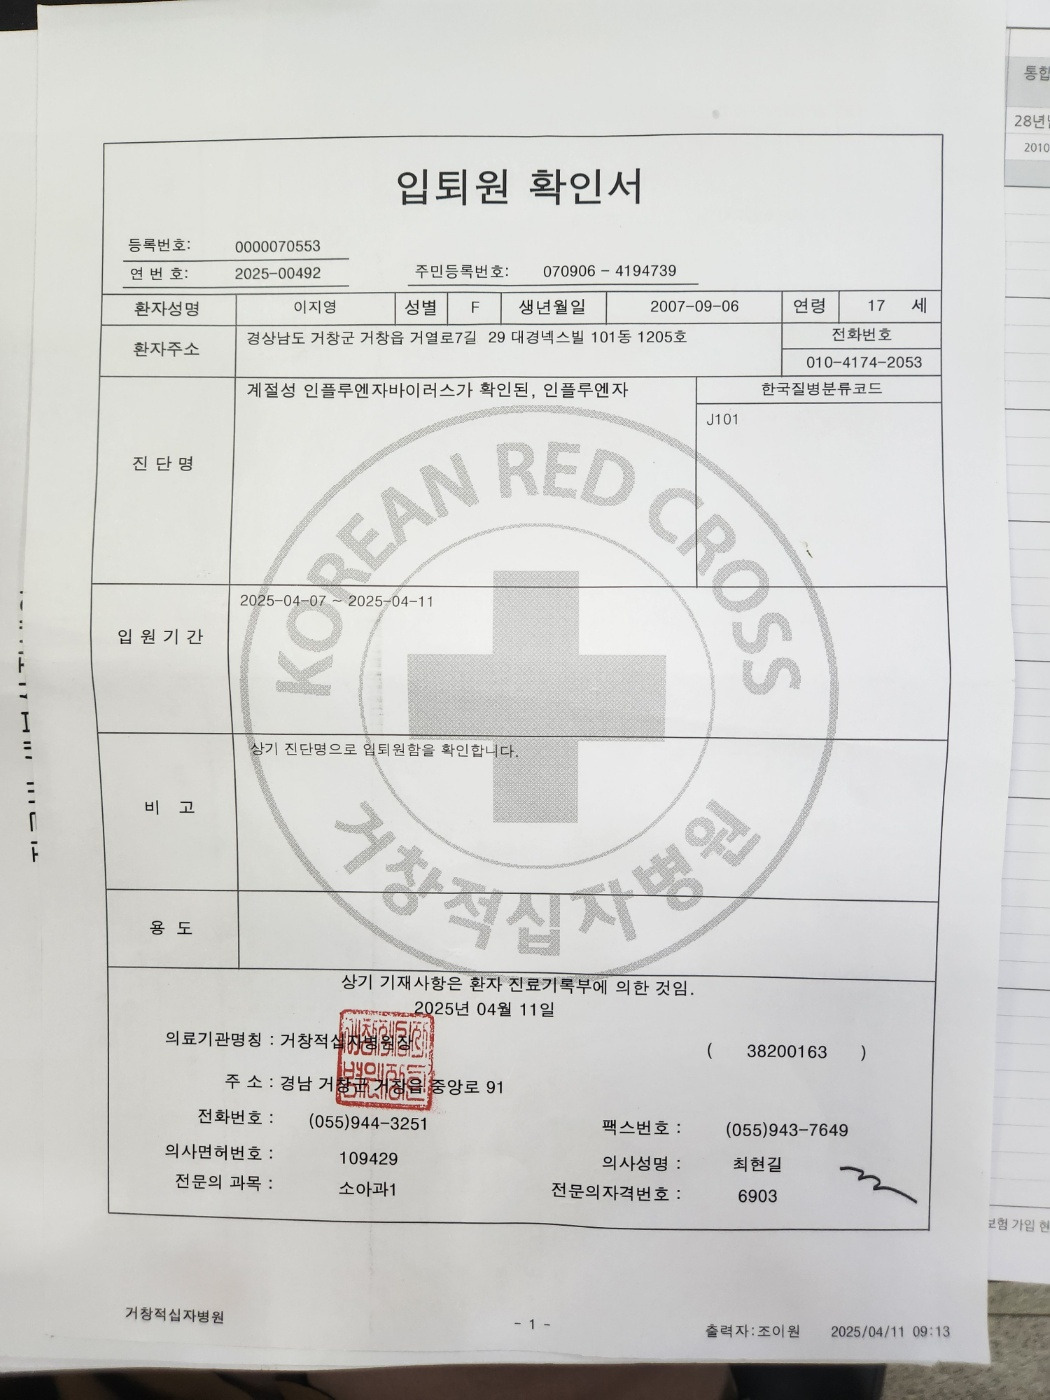 입퇴원 확인서
등록번호: 0000070553
연 번 호: 2025-00492 주민등록번호: 070906 - 4194739
환자성명 이지영 성별 F 생년월일 2007-09-06 연령 17 세
환자주소 경상남도 거창군 거창읍 거열로7길 29 대경넥스빌 101동 1205호 전화번호
010-4174-2053
진 단 명 계절성 인플루엔자바이러스가 확인된, 인플루엔자 한국질병분류코드
J101
KOREAN RED CROSS
입 원 기 간 2025-04-07 ~ 2025-04-11
비 고 상기 진단명으로 입퇴원함을 확인합니다.
거창적십자병원
용 도
상기 기재사항은 환자 진료기록부에 의한 것임.
2025년 04월 11일
의료기관명칭 : 거창적십자병원장 ( 38200163 )
주 소 : 경남 거창군 거창읍 중앙로 91
전화번호 : (055)944-3251 팩스번호 : (055)943-7649
의사면허번호 : 109429 의사성명 : 최현길
전문의 과목 : 소아과1 전문의자격번호 : 6903
거창적십자병원 - 1 - 출력자:조이원 2025/04/11 09:13
통합
28년
2010
보험 가입 현